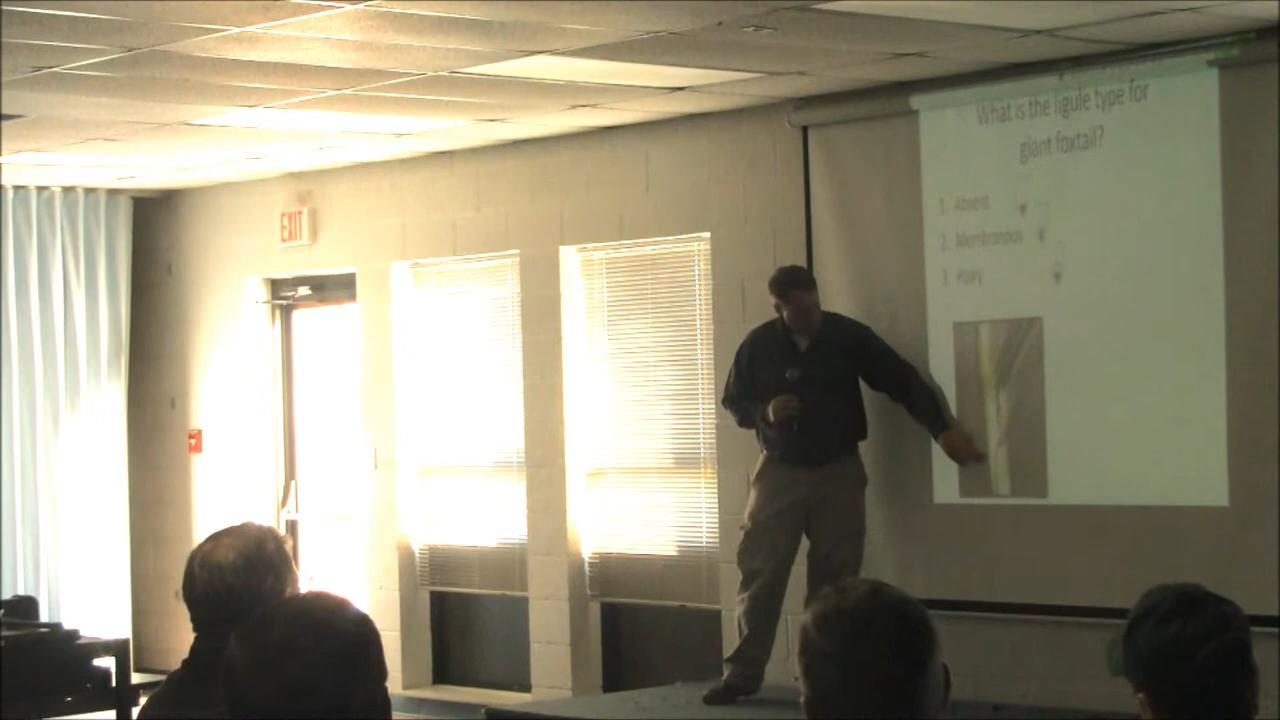 What is the ligule type for
giant foxtail?
1. Absent
2. Membranous
3. Hairy
EXIT